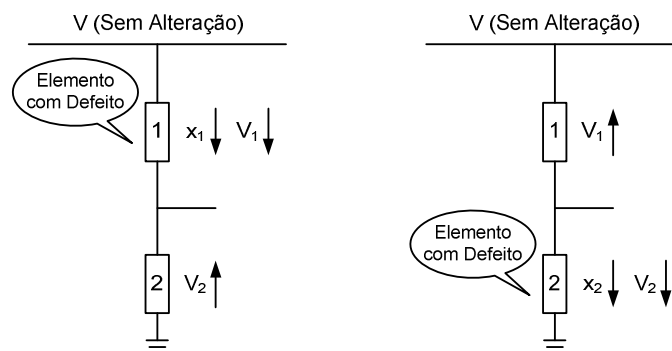 V (Sem Alteração)
Elemento
com Defeito
1
x₁
V₁
2
V₂
V (Sem Alteração)
1
V₁
Elemento
com Defeito
2
x₂
V₂